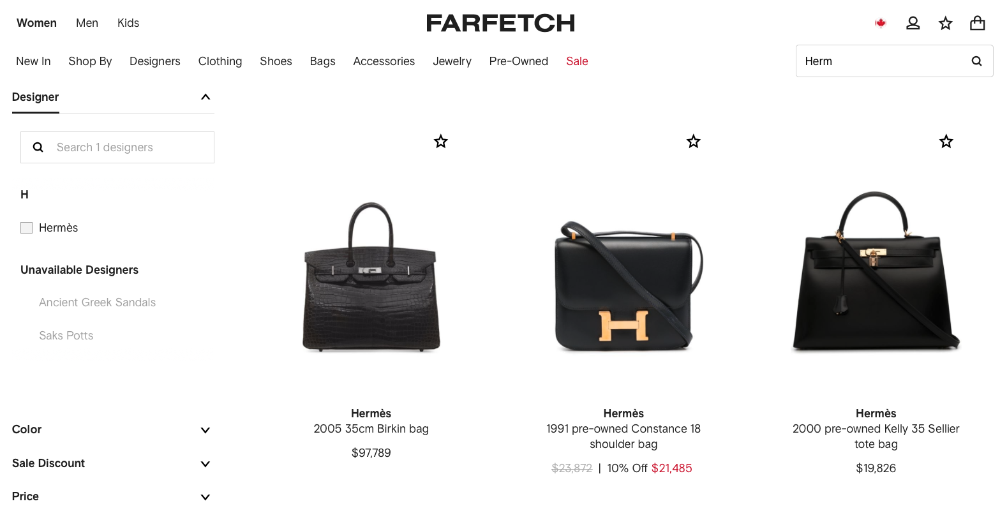 Women Men Kids
FARFETCH
New In Shop By Designers Clothing Shoes Bags Accessories Jewelry Pre-Owned Sale
Herm
Designer
Search 1 designers
H
Hermès
Unavailable Designers
Ancient Greek Sandals
Saks Potts
Color
Sale Discount
Price
Hermès
2005 35cm Birkin bag
$97,789
Hermès
1991 pre-owned Constance 18
shoulder bag
$23,872 | 10% Off $21,485
Hermès
2000 pre-owned Kelly 35 Sellier
tote bag
$19,826